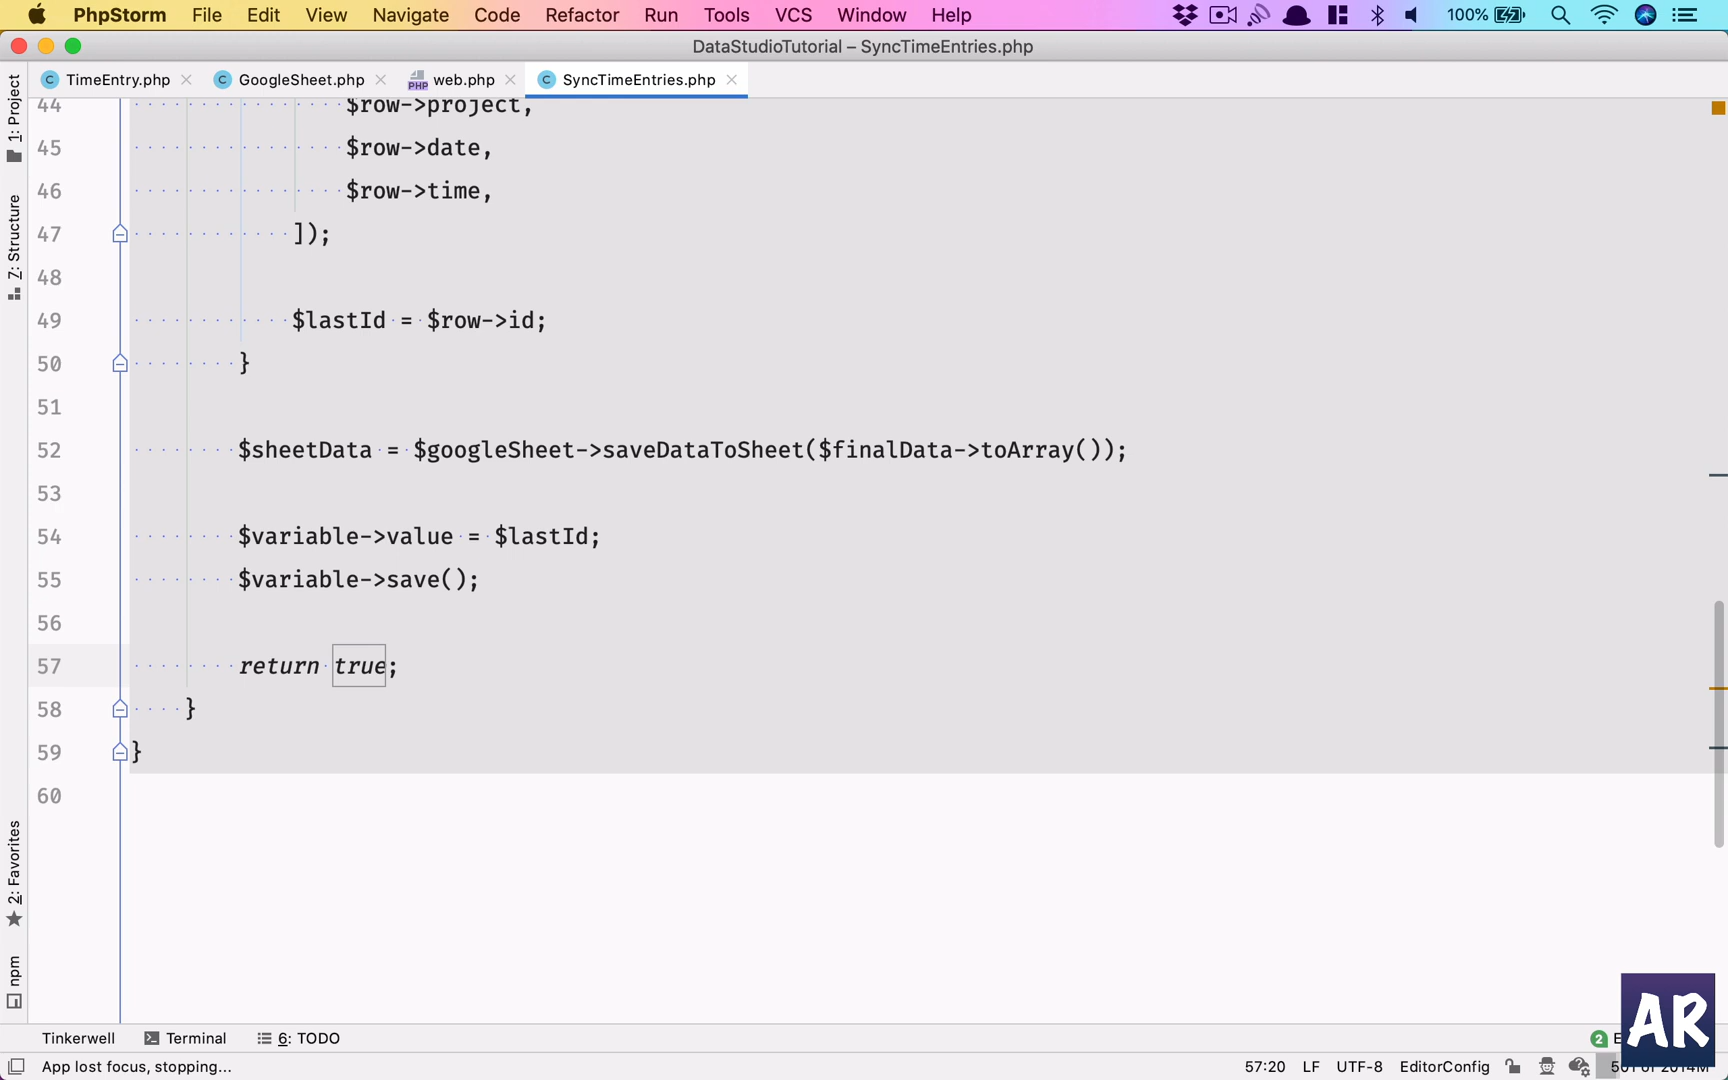 PhpStorm File Edit View Navigate Code Refactor Run Tools VCS Window Help 100%
DataStudioTutorial – SyncTimeEntries.php
TimeEntry.php GoogleSheet.php web.php SyncTimeEntries.php
1: Project
7: Structure
2: Favorites
npm
44 $row->project,
45 $row->date,
46 $row->time,
47 ]);
48
49 $lastId = $row->id;
50 }
51
52 $sheetData = $googleSheet->saveDataToSheet($finalData->toArray());
53
54 $variable->value = $lastId;
55 $variable->save();
56
57 return true;
58 }
59 }
60
Tinkerwell Terminal 6: TODO 2
App lost focus, stopping... 57:20 LF UTF-8 EditorConfig
AR